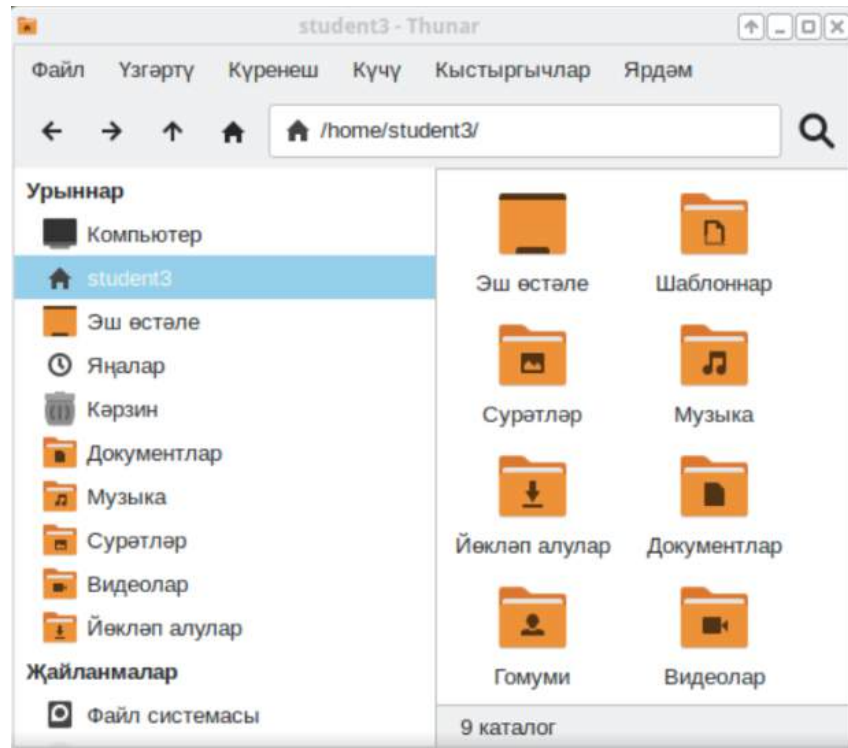 student3 - Thunar
Файл Үзгәртү Күренеш Күчү Кыстыргычлар Ярдәм
/home/student3/
Урыннар
Компьютер
student3
Эш өстәле
Яңалар
Кәрзин
Документлар
Музыка
Сурәтләр
Видеолар
Йөкләп алулар
Җайланмалар
Файл системасы
Эш өстәле Шаблоннар
Сурәтләр Музыка
Йөкләп алулар Документлар
Гомуми Видеолар
9 каталог